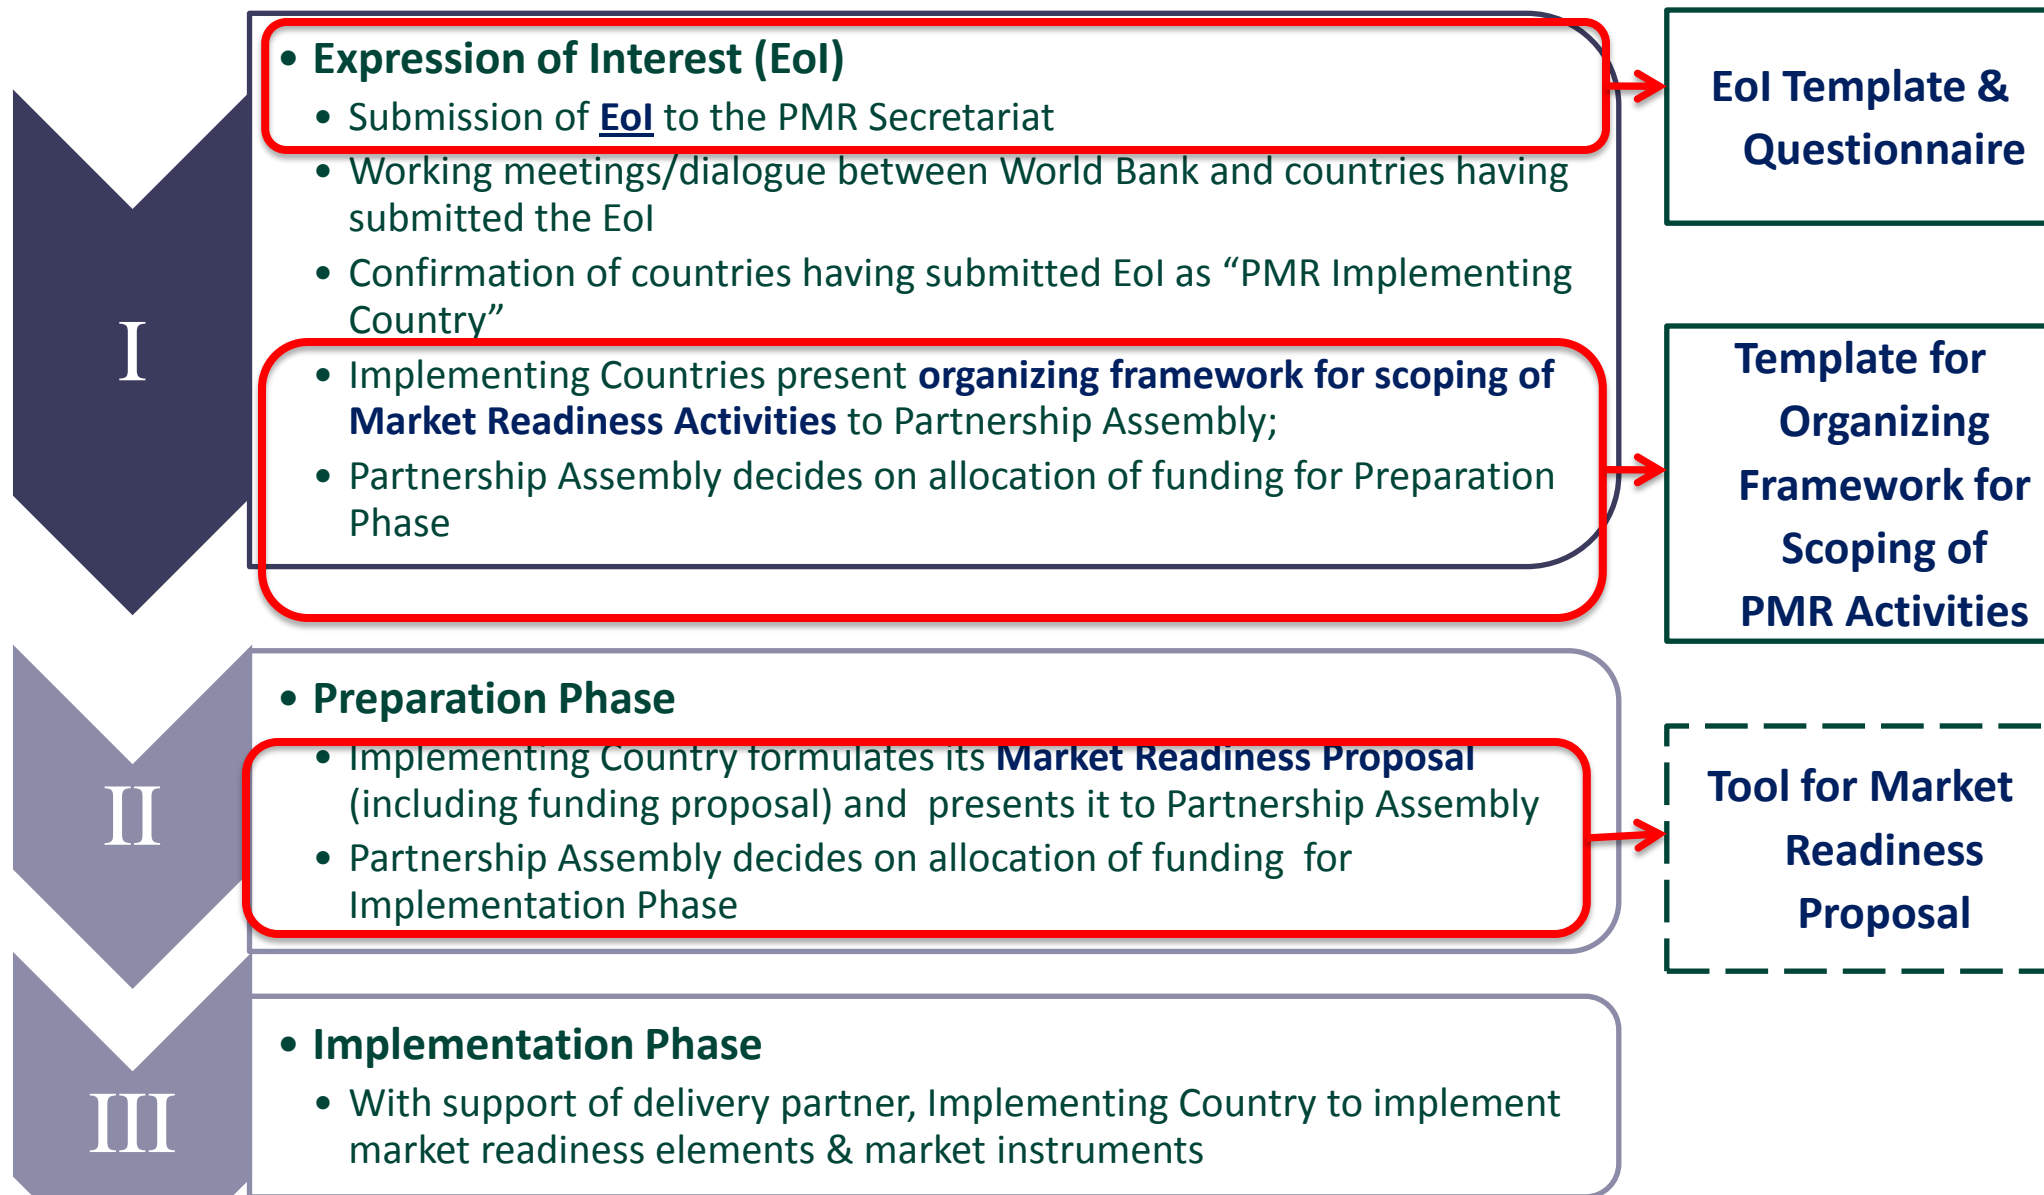 I
• Expression of Interest (EoI)
• Submission of EoI to the PMR Secretariat
• Working meetings/dialogue between World Bank and countries having
submitted the EoI
• Confirmation of countries having submitted EoI as “PMR Implementing
Country”
• Implementing Countries present organizing framework for scoping of
Market Readiness Activities to Partnership Assembly;
• Partnership Assembly decides on allocation of funding for Preparation
Phase
EoI Template &
Questionnaire
Template for
Organizing
Framework for
Scoping of
PMR Activities
II
• Preparation Phase
• Implementing Country formulates its Market Readiness Proposal
(including funding proposal) and  presents it to Partnership Assembly
• Partnership Assembly decides on allocation of funding  for
Implementation Phase
Tool for Market
Readiness
Proposal
III
• Implementation Phase
• With support of delivery partner, Implementing Country to implement
market readiness elements & market instruments